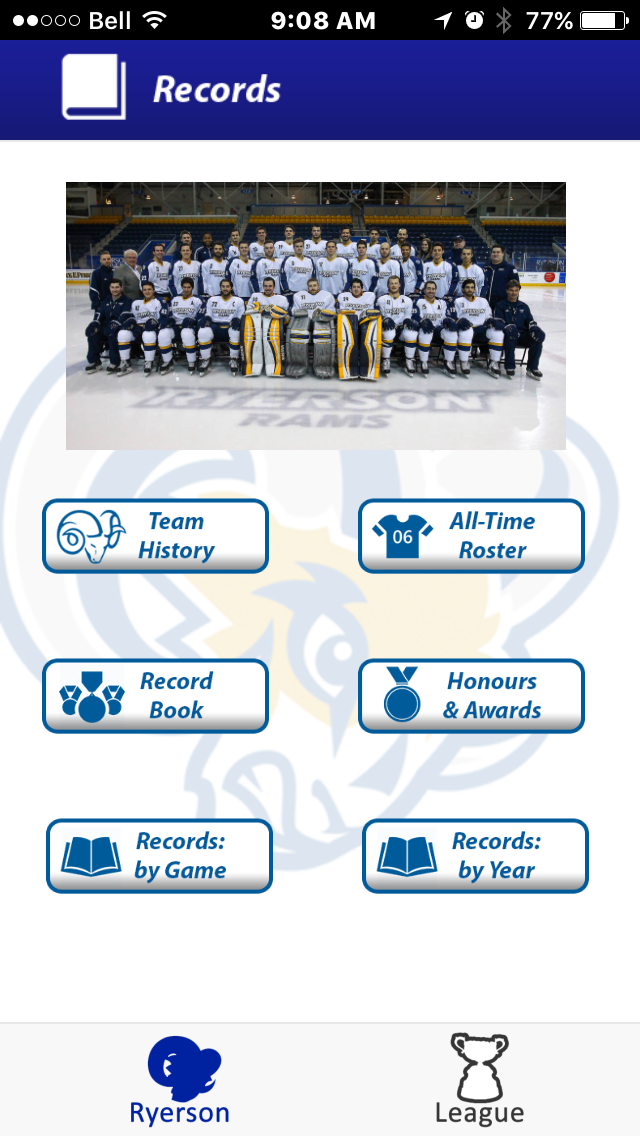 Bell 9:08 AM 77%
Records
RYERSON
RAMS
Team
History
All-Time
Roster
06
Record
Book
Honours
& Awards
Records:
by Game
Records:
by Year
Ryerson
League